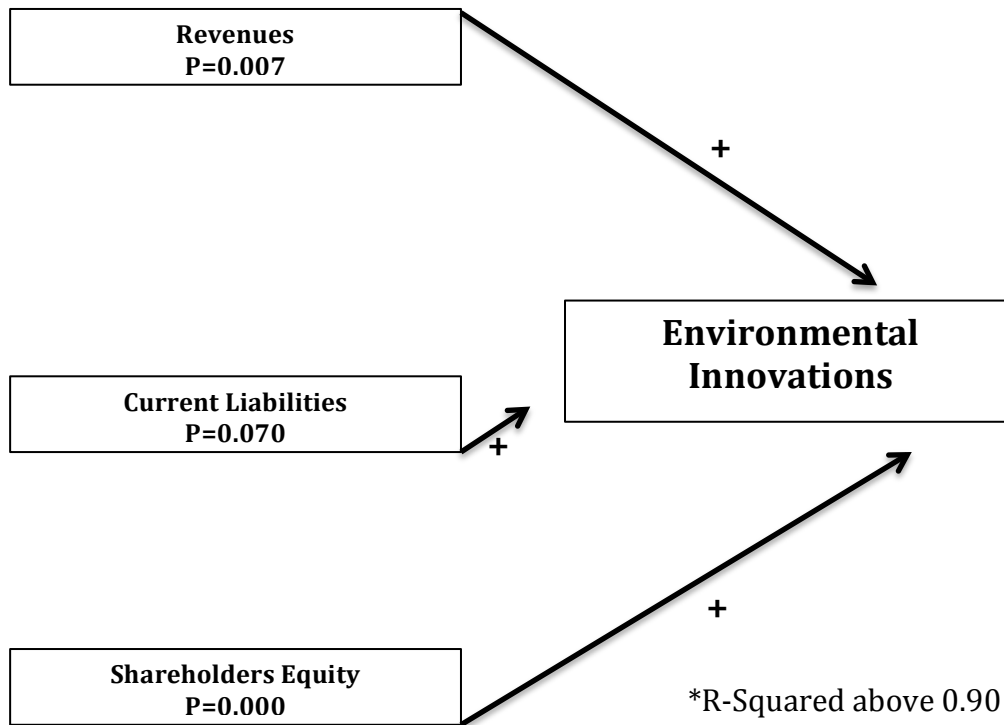 Revenues
P=0.007
+
Environmental
Innovations
Current Liabilities
P=0.070
+
+
Shareholders Equity
P=0.000
*R-Squared above 0.90